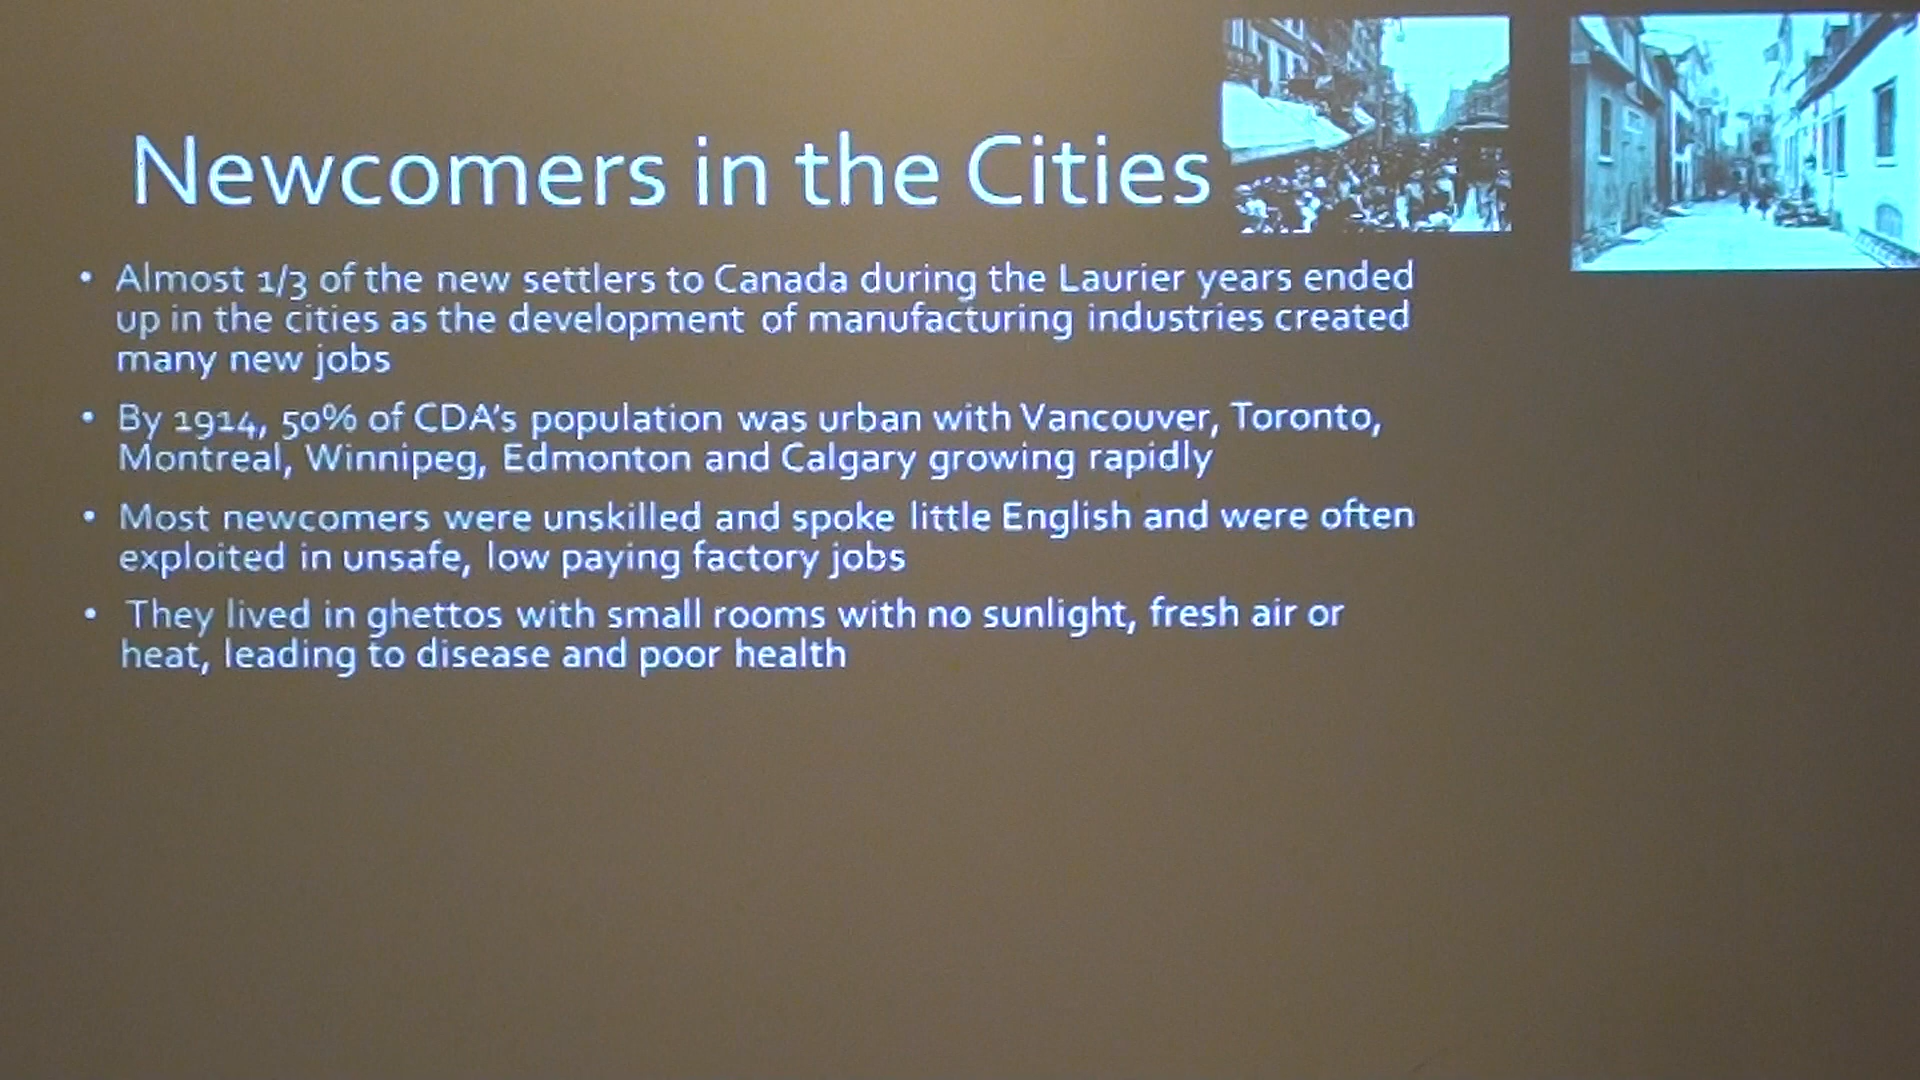 Newcomers in the Cities
• Almost 1/3 of the new settlers to Canada during the Laurier years ended
up in the cities as the development of manufacturing industries created
many new jobs
• By 1914, 50% of CDA's population was urban with Vancouver, Toronto,
Montreal, Winnipeg, Edmonton and Calgary growing rapidly
• Most newcomers were unskilled and spoke little English and were often
exploited in unsafe, low paying factory jobs
• They lived in ghettos with small rooms with no sunlight, fresh air or
heat, leading to disease and poor health